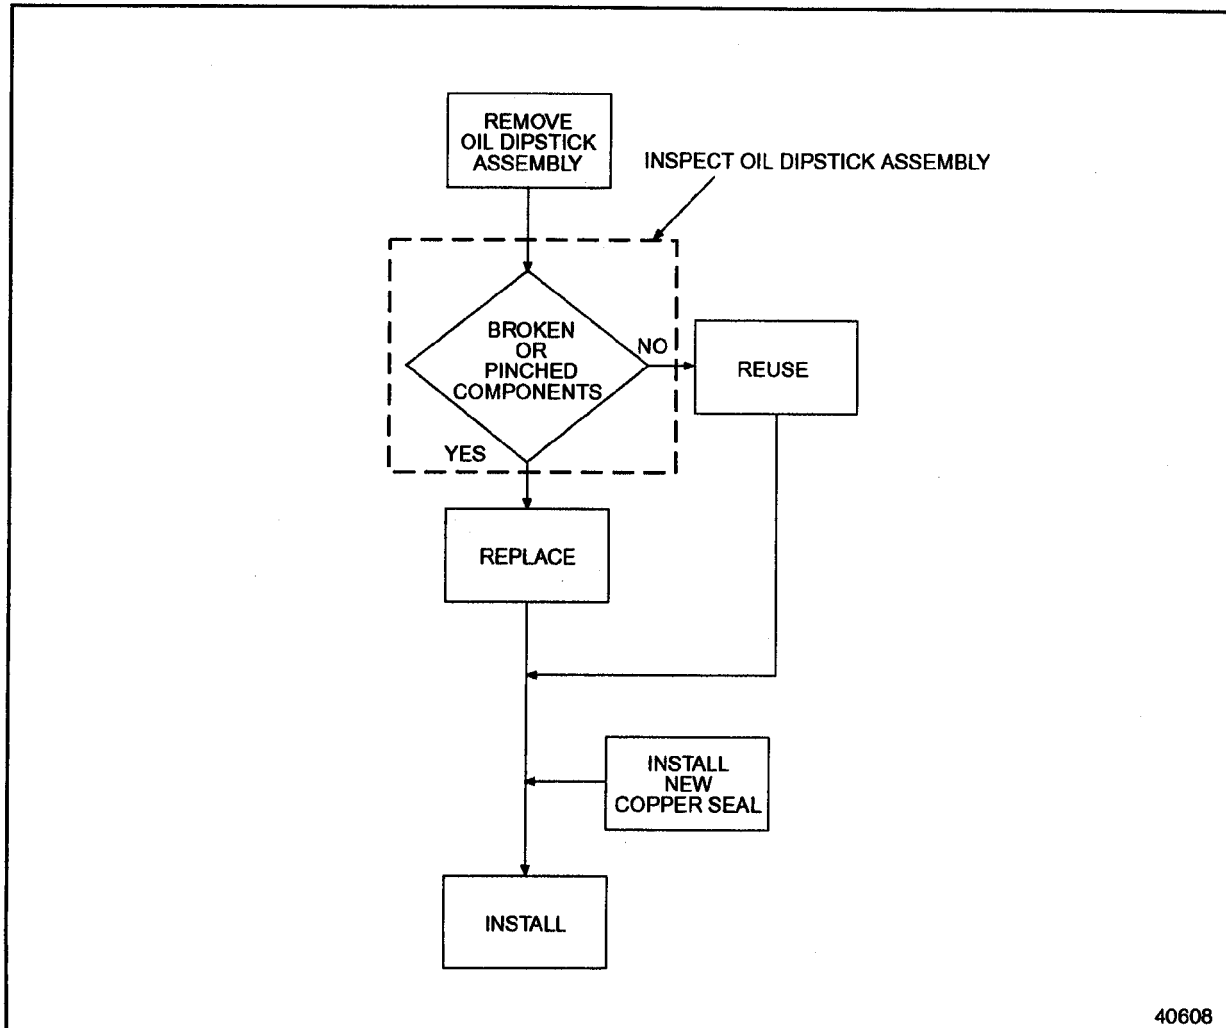 REMOVE
OIL DIPSTICK
ASSEMBLY
INSPECT OIL DIPSTICK ASSEMBLY
BROKEN
OR
PINCHED
COMPONENTS
NO
REUSE
YES
REPLACE
INSTALL
NEW
COPPER SEAL
INSTALL
40608